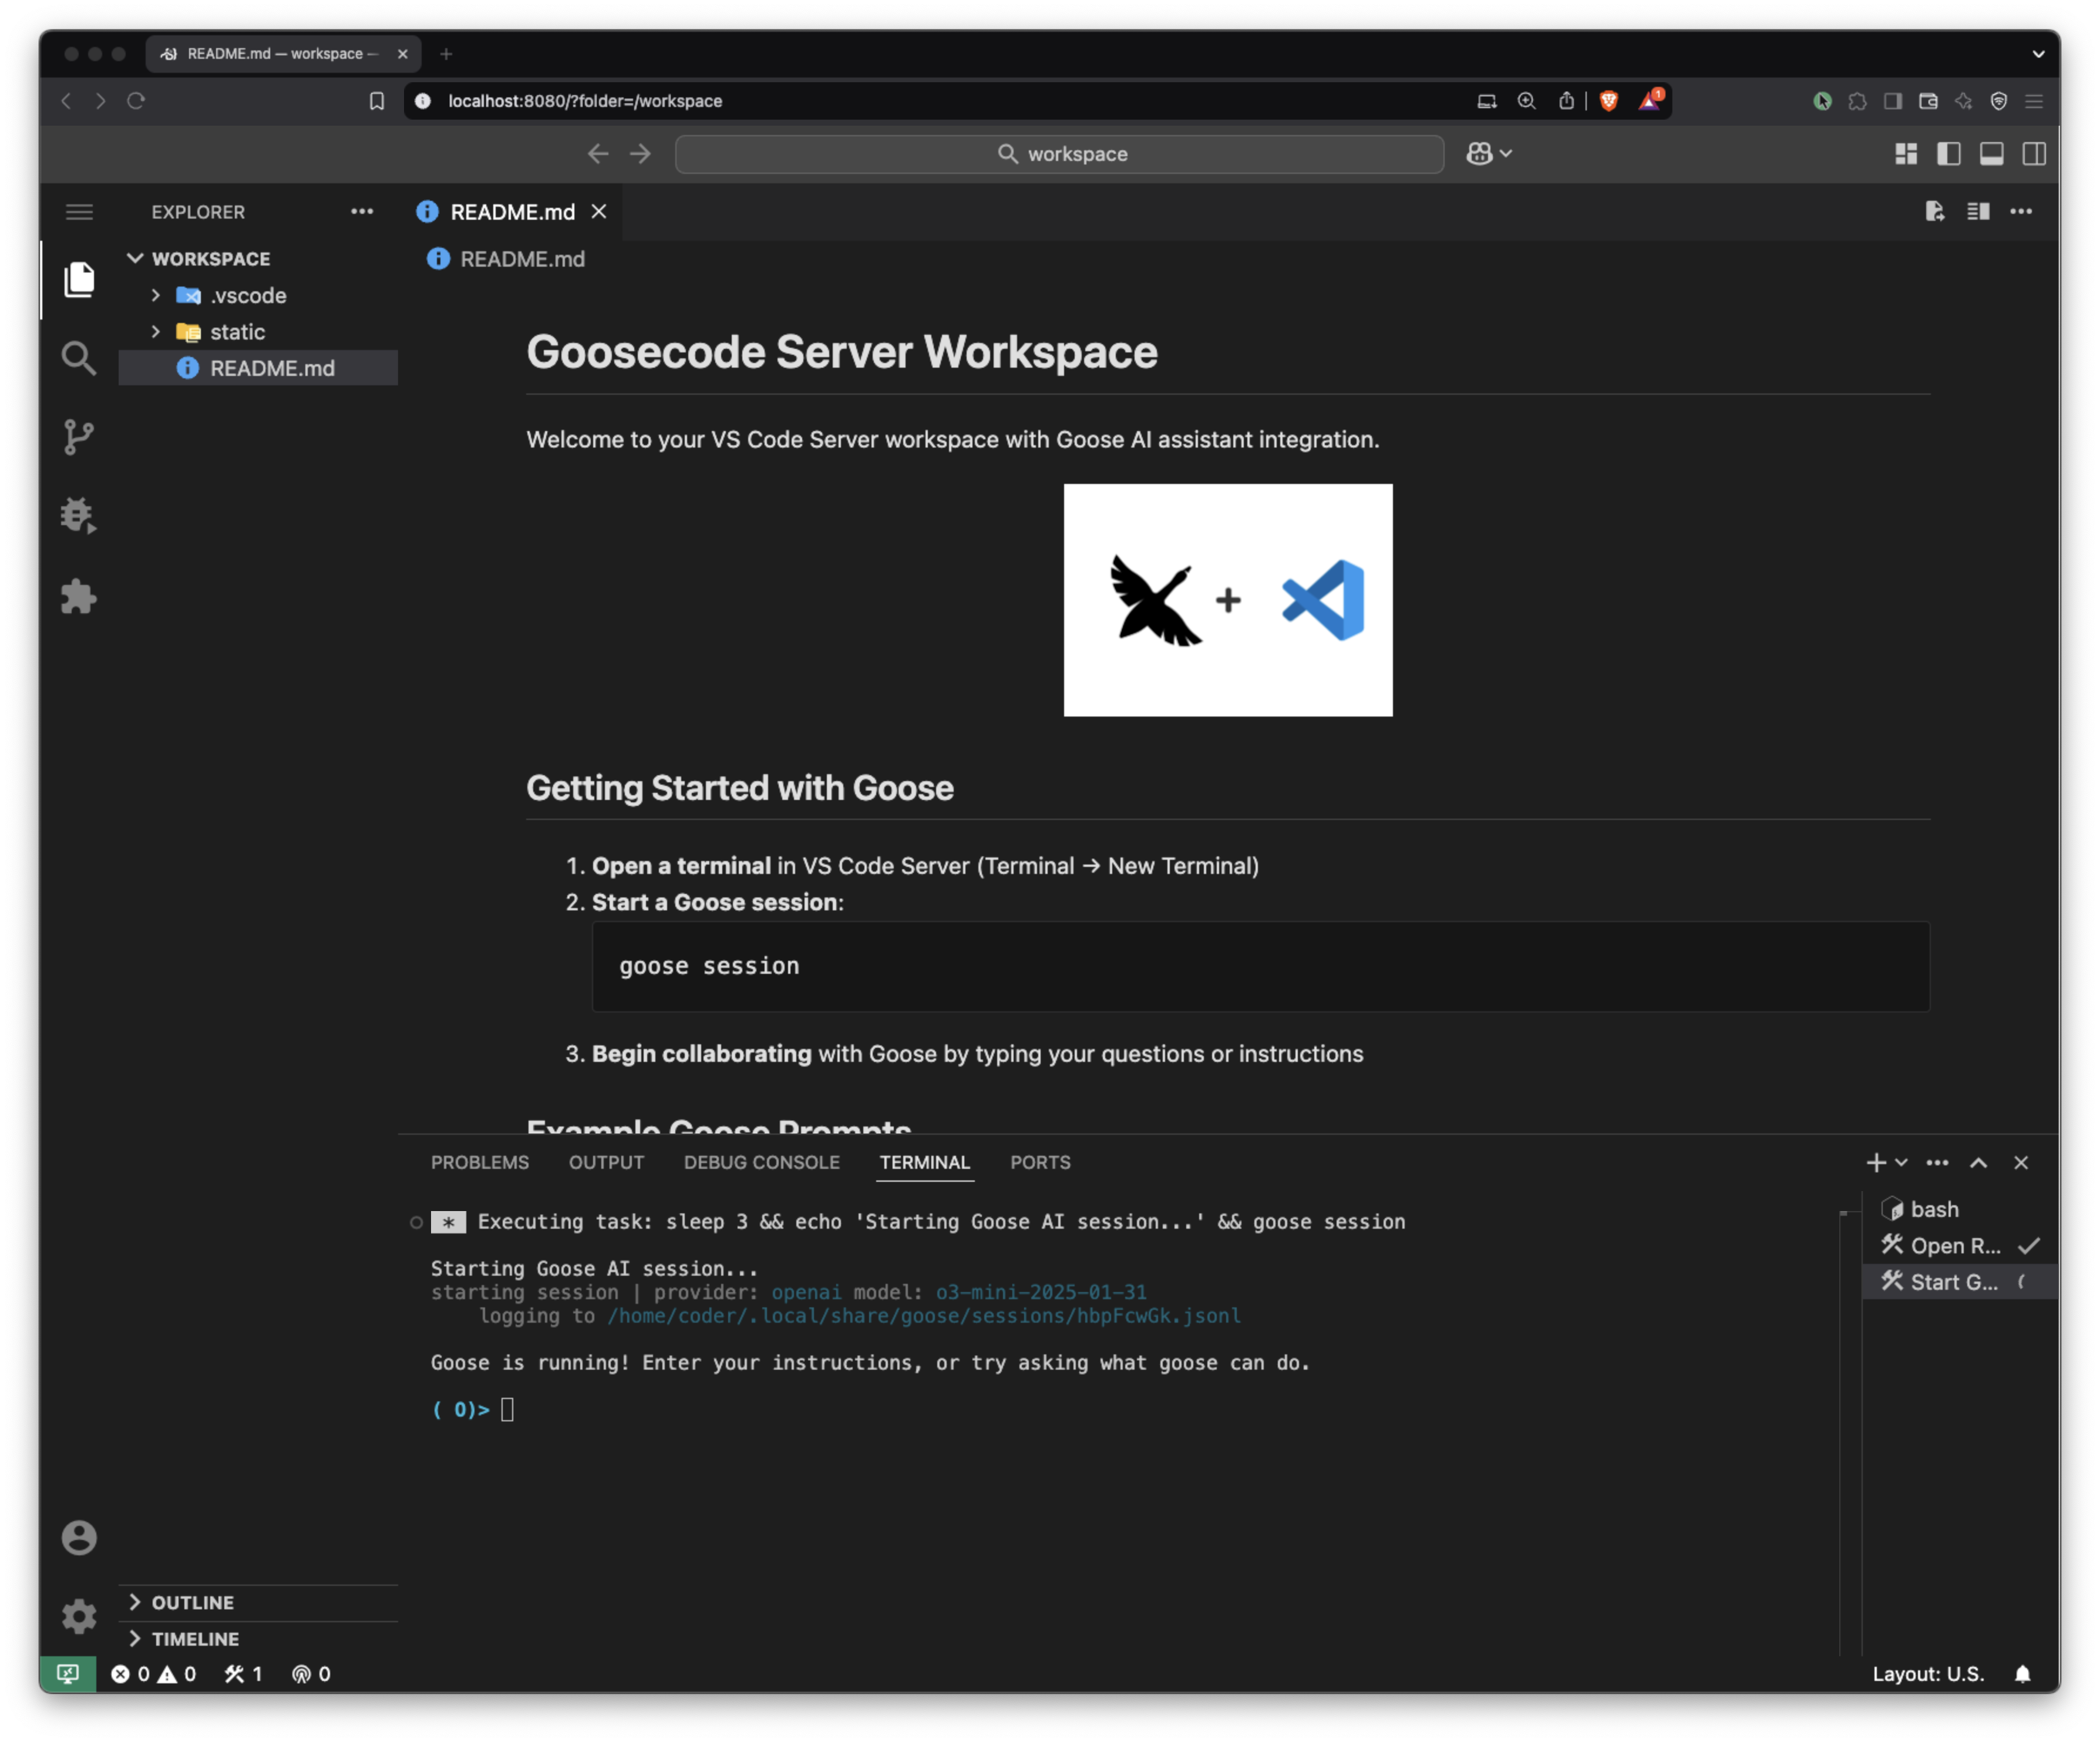 README.md — workspace —
localhost:8080/?folder=/workspace
1
workspace
EXPLORER
README.md
WORKSPACE
.vscode
static
README.md
README.md
Goosecode Server Workspace
Welcome to your VS Code Server workspace with Goose AI assistant integration.
+
Getting Started with Goose
1. Open a terminal in VS Code Server (Terminal → New Terminal)
2. Start a Goose session:
goose session
3. Begin collaborating with Goose by typing your questions or instructions
Example Goose Prompts
PROBLEMS OUTPUT DEBUG CONSOLE TERMINAL PORTS
* Executing task: sleep 3 && echo 'Starting Goose AI session...' && goose session
Starting Goose AI session...
starting session | provider: openai model: o3-mini-2025-01-31
logging to /home/coder/.local/share/goose/sessions/hbpFcwGk.jsonl
Goose is running! Enter your instructions, or try asking what goose can do.
( O)>
bash
Open R...
Start G...
OUTLINE
TIMELINE
0 0 1 0
Layout: U.S.